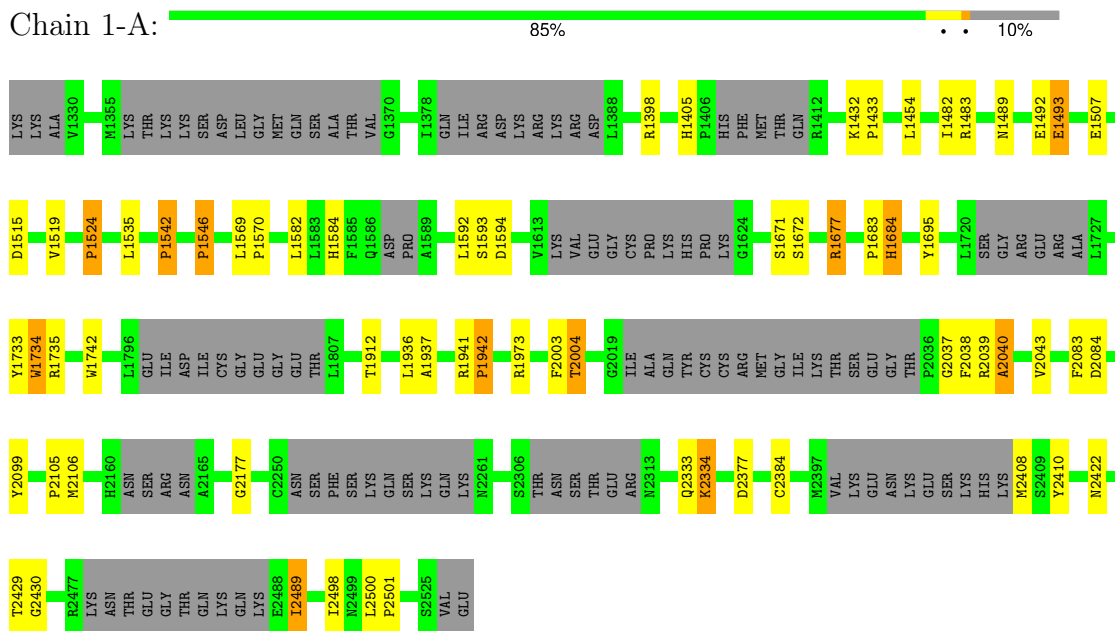 Chain 1-A:
85% • • 10%
LYS LYS ALA V1330 M1355 LYS THR LYS LYS SER ASP LEU GLY MET GLN SER ALA THR VAL G1370 I1378 GLN ILE ARG ASP LYS ARG LYS ARG ASP L1388 R1398 H1405 P1406 HIS PHE MET THR GLN R1412 K1432 P1433 L1454 I1482 R1483 N1489 E1492 E1493 E1507
D1515 V1519 P1524 L1535 P1542 P1546 L1569 P1570 L1582 L1583 H1584 F1585 Q1586 ASP PRO A1589 L1592 S1593 D1594 V1613 LYS VAL GLU GLY CYS PRO LYS HIS PRO LYS G1624 S1671 S1672 R1677 P1683 H1684 Y1695 L1720 SER GLY ARG GLU ARG ALA L1727
Y1733 W1734 R1735 W1742 L1796 GLU ILE ASP ILE CYS GLY GLU GLY GLU THR L1807 T1912 L1936 A1937 R1941 P1942 R1973 F2003 T2004 G2019 ILE ALA GLN TYR CYS CYS ARG MET GLY ILE LYS THR SER GLU GLY THR P2036 G2037 F2038 R2039 A2040 V2043 F2083 D2084
Y2099 P2105 M2106 H2160 ASN SER ARG ASN A2165 G2177 C2250 ASN SER PHE SER LYS GLN SER LYS GLN LYS N2261 S2306 THR ASN SER THR GLU ARG N2313 Q2333 K2334 D2377 C2384 M2397 VAL LYS GLU ASN LYS GLU SER LYS HIS LYS M2408 S2409 Y2410 N2422
T2429 G2430 R2477 LYS ASN THR GLU GLY THR GLN LYS GLN LYS E2488 I2489 I2498 N2499 L2500 P2501 S2525 VAL GLU